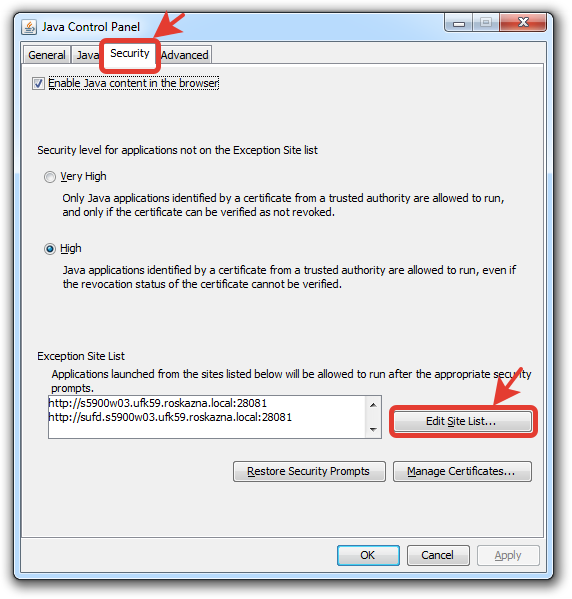 Java Control Panel
General Java Security Advanced
Enable Java content in the browser
Security level for applications not on the Exception Site list
Very High
Only Java applications identified by a certificate from a trusted authority are allowed to run,
and only if the certificate can be verified as not revoked.
High
Java applications identified by a certificate from a trusted authority are allowed to run, even if
the revocation status of the certificate cannot be verified.
Exception Site List
Applications launched from the sites listed below will be allowed to run after the appropriate security
prompts.
http://s5900w03.ufk59.roskazna.local:28081
http://sufd.s5900w03.ufk59.roskazna.local:28081
Edit Site List...
Restore Security Prompts Manage Certificates...
OK Cancel Apply